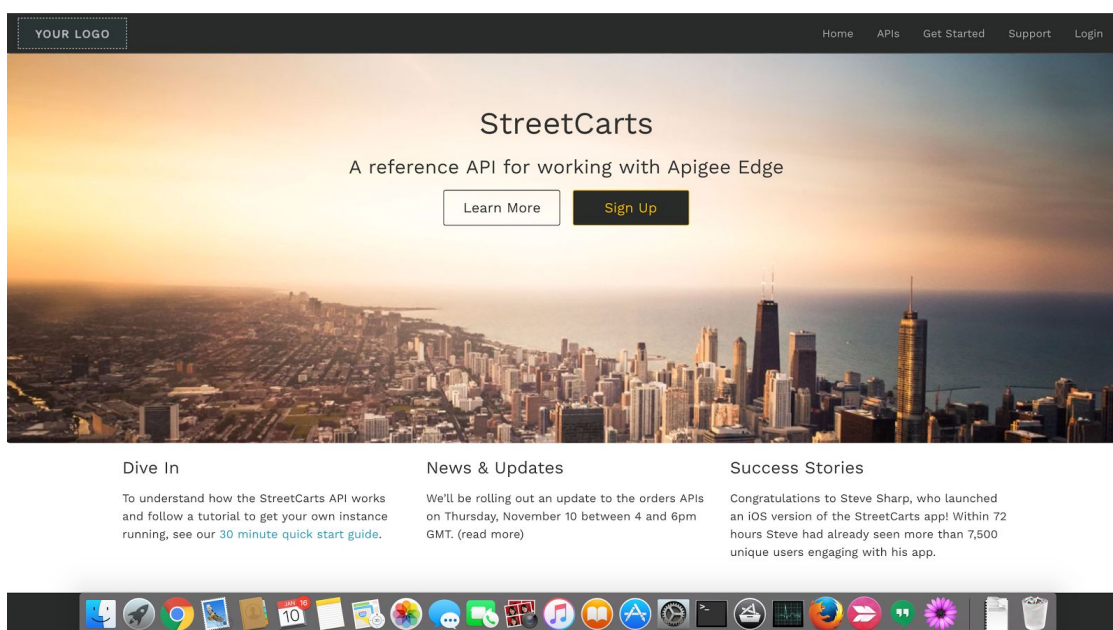 YOUR LOGO
Home APIs Get Started Support Login
StreetCarts
A reference API for working with Apigee Edge
Learn More Sign Up
Dive In
To understand how the StreetCarts API works
and follow a tutorial to get your own instance
running, see our 30 minute quick start guide.
News & Updates
We'll be rolling out an update to the orders APIs
on Thursday, November 10 between 4 and 6pm
GMT. (read more)
Success Stories
Congratulations to Steve Sharp, who launched
an iOS version of the StreetCarts app! Within 72
hours Steve had already seen more than 7,500
unique users engaging with his app.
JAN 16
10